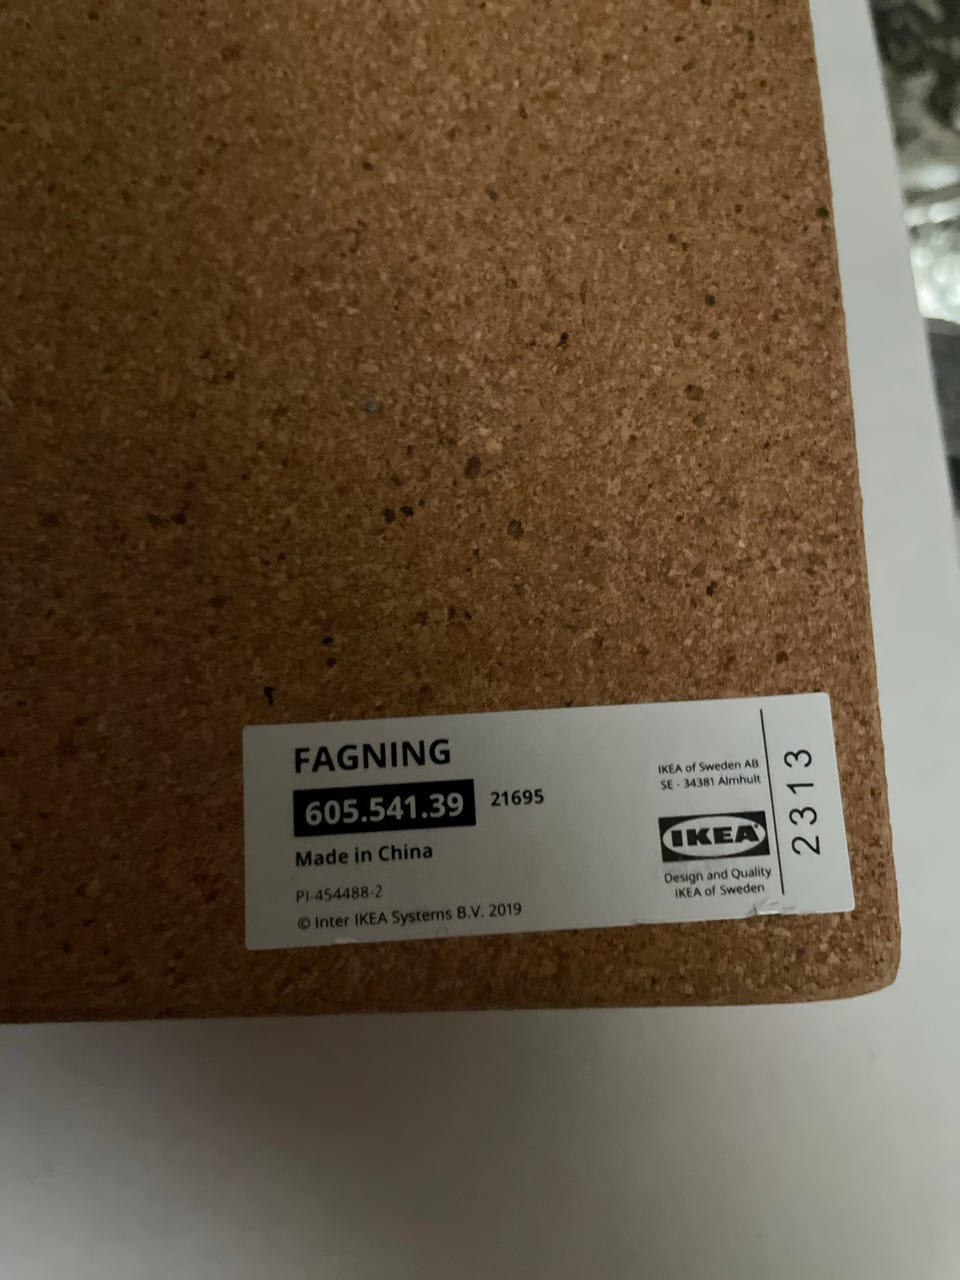 FAGNING
605.541.39 21695
Made in China
PI-454488-2
© Inter IKEA Systems B.V. 2019
IKEA of Sweden AB
SE - 34381 Älmhult
IKEA
Design and Quality
IKEA of Sweden
2313